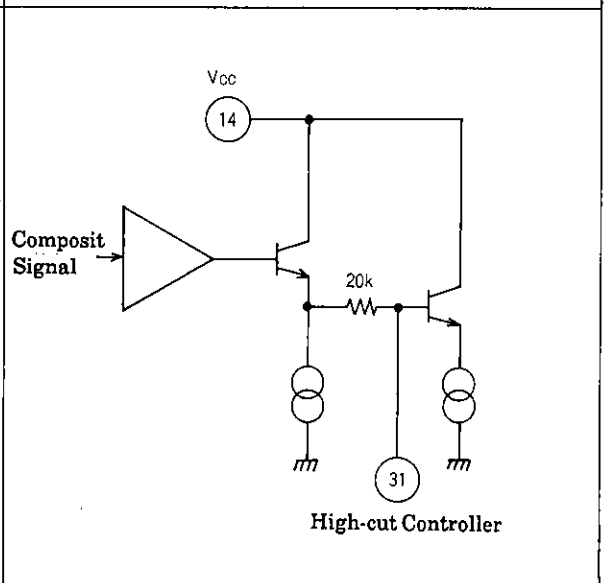 Vcc
14
Composit
Signal
20k
31
High-cut Controller